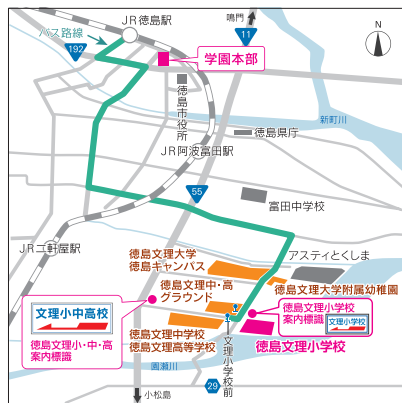 JR徳島駅
鳴門
N
バス路線
192
11
学園本部
徳島市役所
新町川
徳島県庁
JR阿波富田駅
55
富田中学校
JR二軒屋駅
アスティとくしま
徳島文理大学
徳島キャンパス
徳島文理大学附属幼稚園
徳島文理中・高
グラウンド
文理小中高校
徳島文理小・中・高
案内標識
徳島文理小学校
案内標識
文理小学校
徳島文理中学校
徳島文理高等学校
文理小学校前
徳島文理小学校
園瀬川
29
小松島